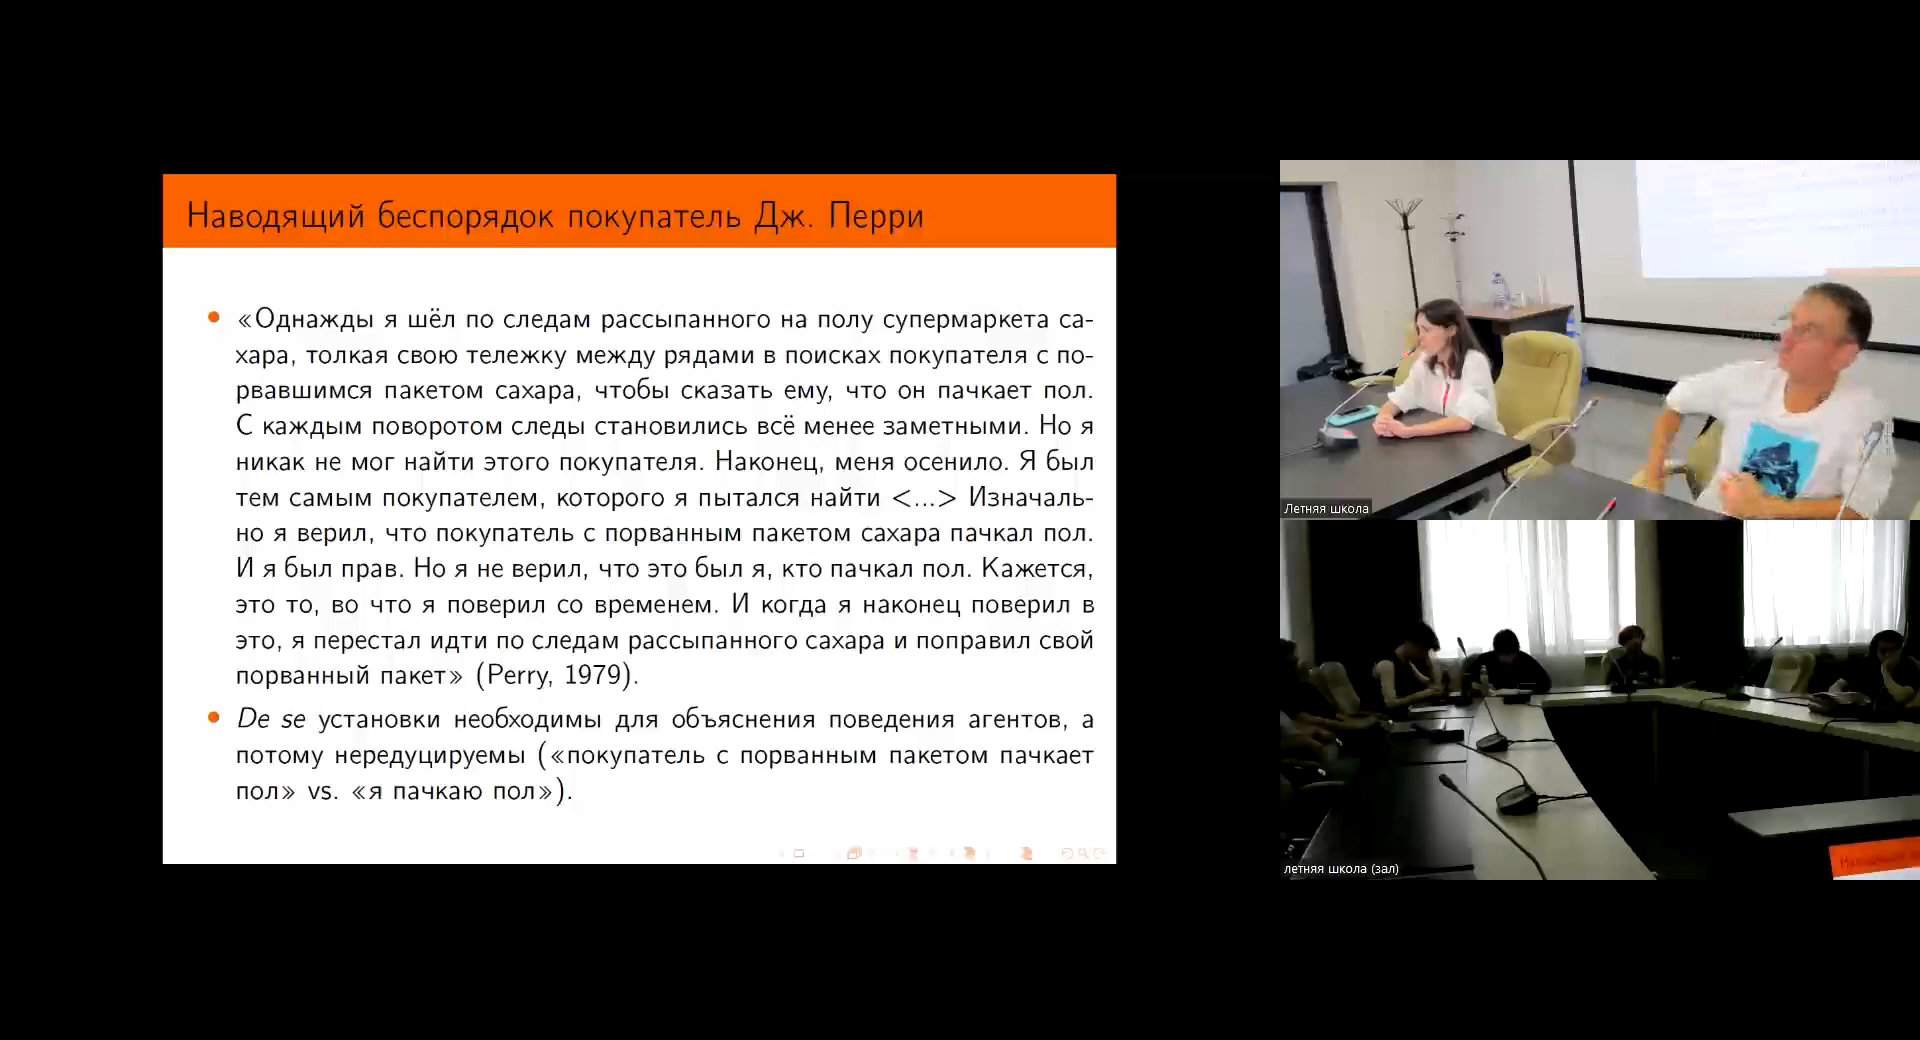 Наводящий беспорядок покупатель Дж. Перри
«Однажды я шёл по следам рассыпанного на полу супермаркета са-
хара, толкая свою тележку между рядами в поисках покупателя с по-
рвавшимся пакетом сахара, чтобы сказать ему, что он пачкает пол.
С каждым поворотом следы становились всё менее заметными. Но я
никак не мог найти этого покупателя. Наконец, меня осенило. Я был
тем самым покупателем, которого я пытался найти <...> Изначаль-
но я верил, что покупатель с порванным пакетом сахара пачкал пол.
И я был прав. Но я не верил, что это был я, кто пачкал пол. Кажется,
это то, во что я поверил со временем. И когда я наконец поверил в
это, я перестал идти по следам рассыпанного сахара и поправил свой
порванный пакет» (Perry, 1979).
De se установки необходимы для объяснения поведения агентов, а
потому нередуцируемы («покупатель с порванным пакетом пачкает
пол» vs. «я пачкаю пол»).
Летняя школа
летняя школа (зал)